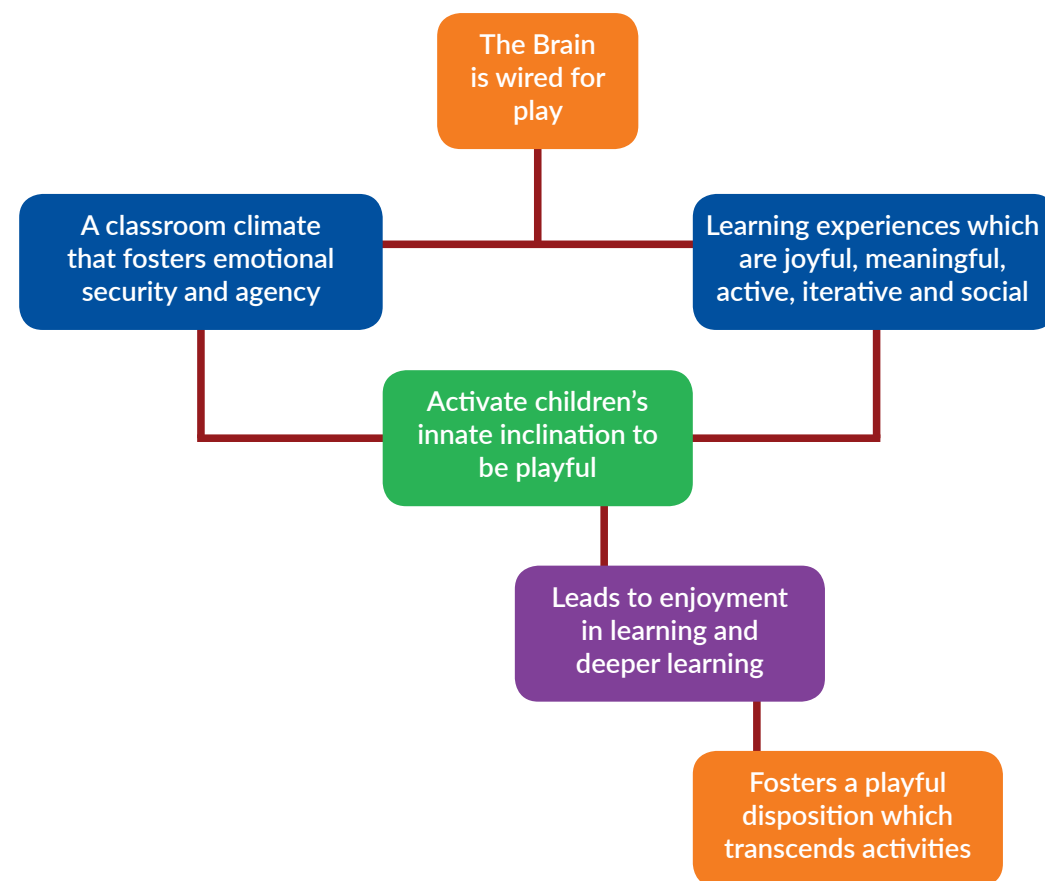 The Brain
is wired for
play
A classroom climate
that fosters emotional
security and agency
Learning experiences which
are joyful, meaningful,
active, iterative and social
Activate children’s
innate inclination to
be playful
Leads to enjoyment
in learning and
deeper learning
Fosters a playful
disposition which
transcends activities